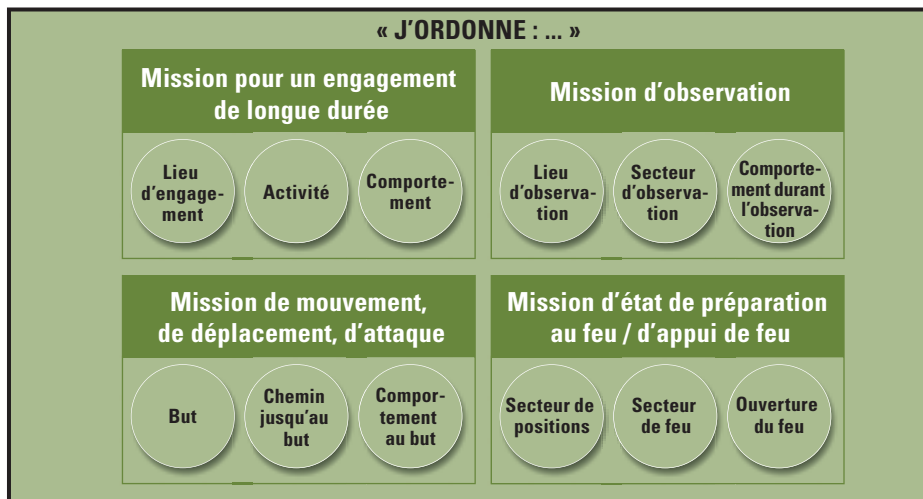 « J’ORDONNE : ... »
Mission pour un engagement
de longue durée
Lieu
d’engage-
ment
Activité
Comporte-
ment
Mission d’observation
Lieu
d’observa-
tion
Secteur
d’observa-
tion
Comporte-
ment durant
l’observa-
tion
Mission de mouvement,
de déplacement, d’attaque
But
Chemin
jusqu’au
but
Compor-
tement
au but
Mission d’état de préparation
au feu / d’appui de feu
Secteur de
positions
Secteur
de feu
Ouverture
du feu